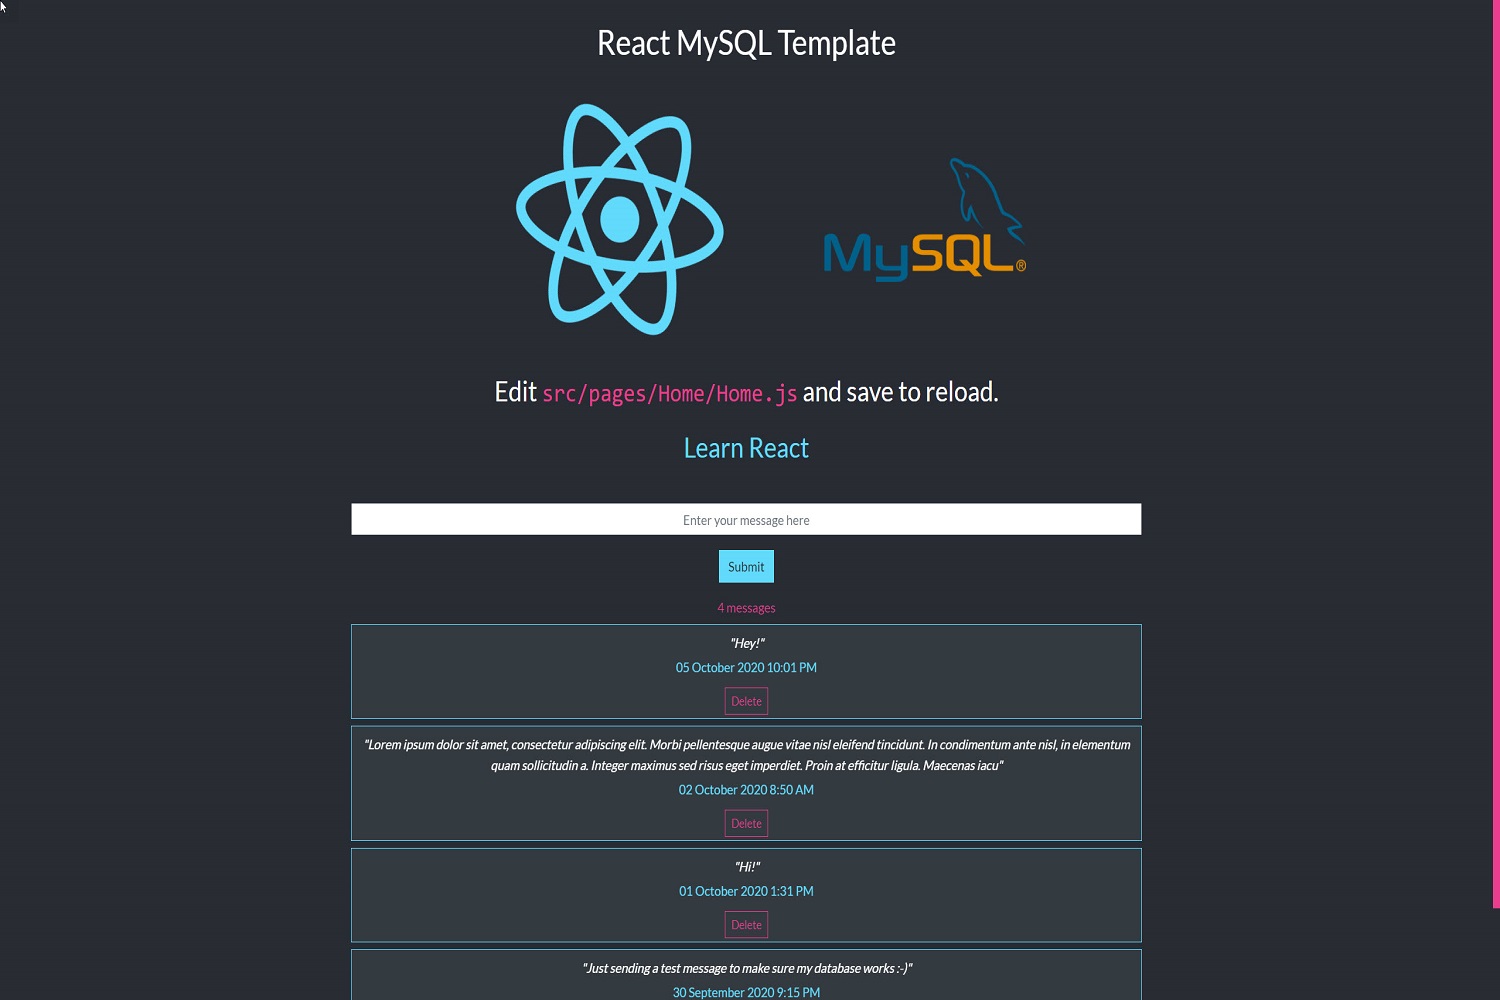 React MySQL Template
MySQL®
Edit src/pages/Home/Home.js and save to reload.
Learn React
Enter your message here
Submit
4 messages
"Hey!"
05 October 2020 10:01 PM
Delete
"Lorem ipsum dolor sit amet, consectetur adipiscing elit. Morbi pellentesque augue vitae nisl eleifend tincidunt. In condimentum ante nisl, in elementum
quam sollicitudin a. Integer maximus sed risus eget imperdiet. Proin at efficitur ligula. Maecenas iacu"
02 October 2020 8:50 AM
Delete
"Hi!"
01 October 2020 1:31 PM
Delete
"Just sending a test message to make sure my database works :-)"
30 September 2020 9:15 PM